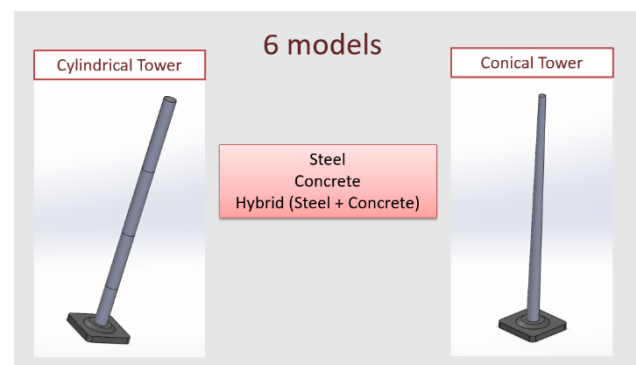 6 models
Cylindrical Tower
Conical Tower
Steel
Concrete
Hybrid (Steel + Concrete)